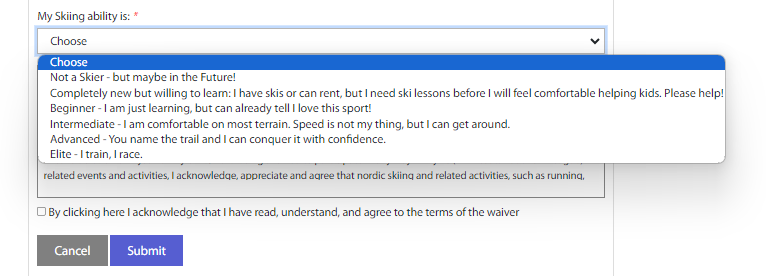 My Skiing ability is: *
Choose
Choose
Not a Skier - but maybe in the Future!
Completely new but willing to learn: I have skis or can rent, but I need ski lessons before I will feel comfortable helping kids. Please help!
Beginner - I am just learning, but can already tell I love this sport!
Intermediate - I am comfortable on most terrain. Speed is not my thing, but I can get around.
Advanced - You name the trail and I can conquer it with confidence.
Elite - I train, I race.
related events and activities, I acknowledge, appreciate and agree that nordic skiing and related activities, such as running,
By clicking here I acknowledge that I have read, understand, and agree to the terms of the waiver
Cancel Submit